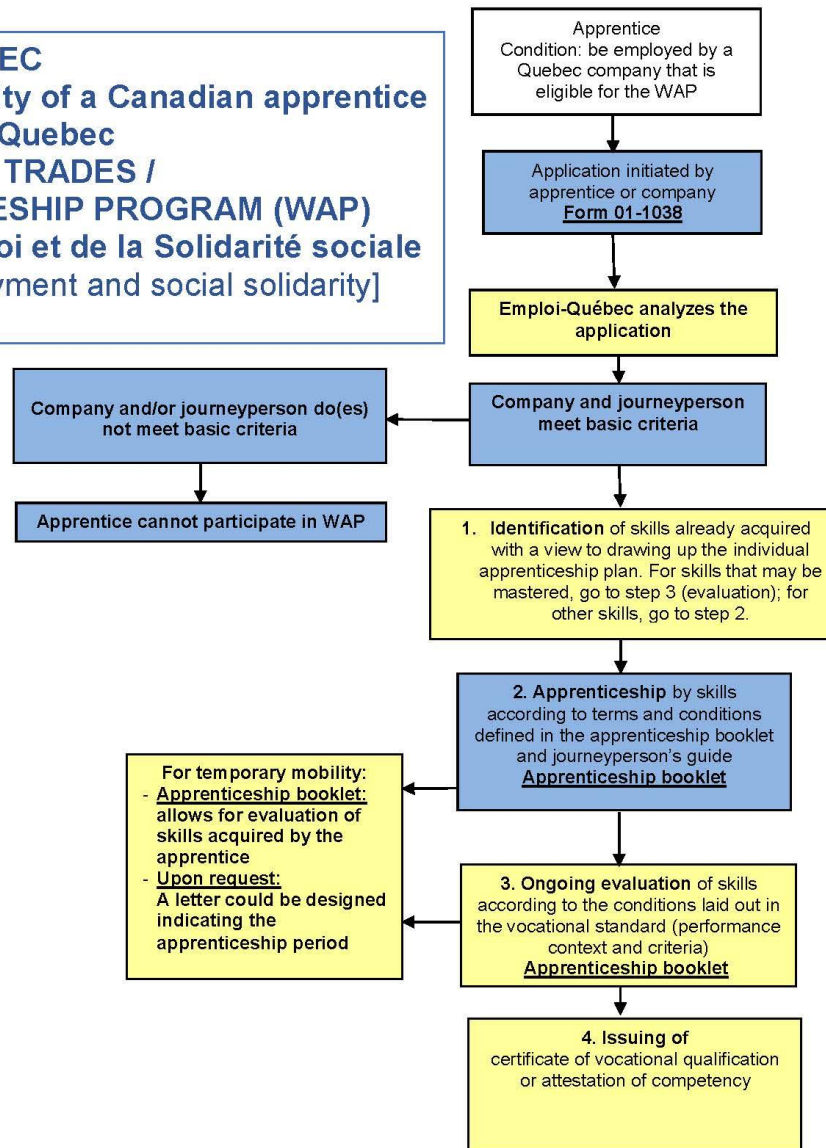 EC
ty of a Canadian apprentice
Quebec
TRADES /
ESHIP PROGRAM (WAP)
oi et de la Solidarité sociale
yment and social solidarity]
Apprentice
Condition: be employed by a
Quebec company that is
eligible for the WAP
Application initiated by
apprentice or company
Form 01-1038
Emploi-Québec analyzes the
application
Company and journeyperson
meet basic criteria
Company and/or journeyperson do(es)
not meet basic criteria
Apprentice cannot participate in WAP
1. Identification of skills already acquired
with a view to drawing up the individual
apprenticeship plan. For skills that may be
mastered, go to step 3 (evaluation); for
other skills, go to step 2.
2. Apprenticeship by skills
according to terms and conditions
defined in the apprenticeship booklet
and journeyperson's guide
Apprenticeship booklet
For temporary mobility:
- Apprenticeship booklet:
allows for evaluation of
skills acquired by the
apprentice
- Upon request:
A letter could be designed
indicating the
apprenticeship period
3. Ongoing evaluation of skills
according to the conditions laid out in
the vocational standard (performance
context and criteria)
Apprenticeship booklet
4. Issuing of
certificate of vocational qualification
or attestation of competency